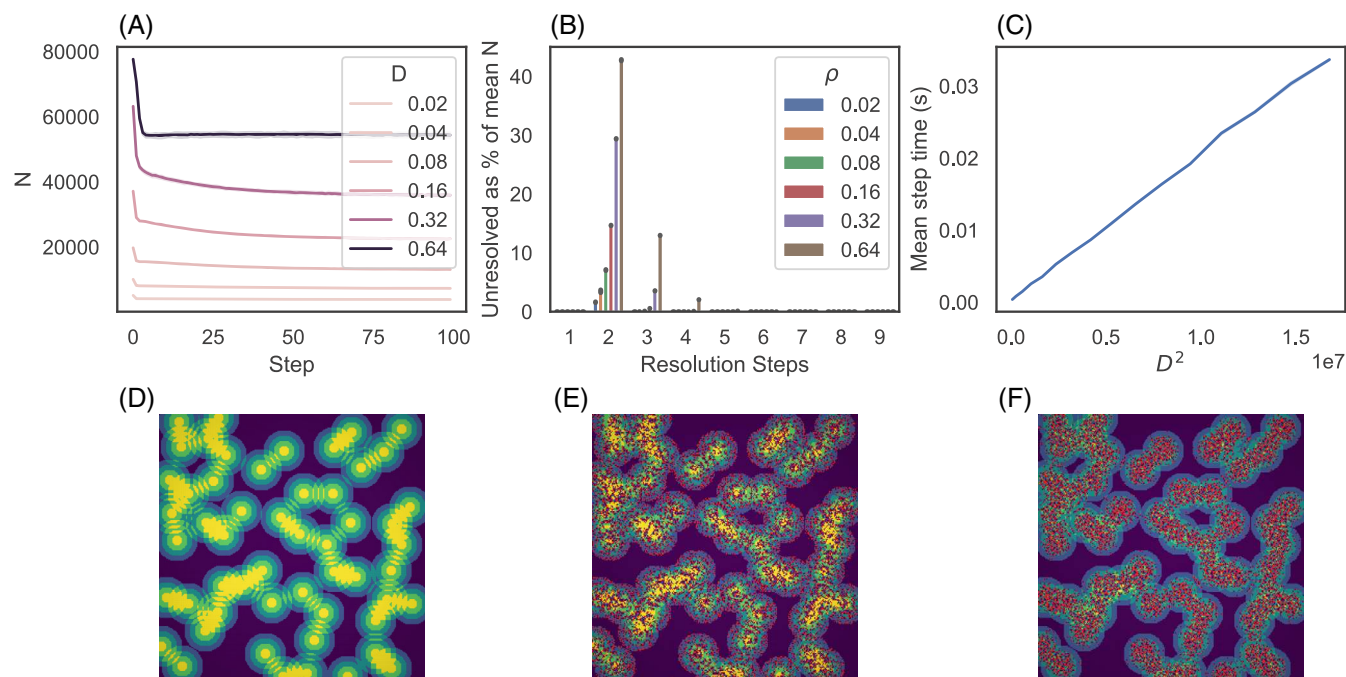 (A)
80000
60000
40000
20000
N
0
25
50
75
100
Step
D
0.02
0.04
0.08
0.16
0.32
0.64
(B)
40
30
20
10
0
Unresolved as % of mean N
1
2
3
4
5
6
7
8
9
Resolution Steps
ρ
0.02
0.04
0.08
0.16
0.32
0.64
(C)
0.03
0.02
0.01
0.00
Mean step time (s)
0.0
0.5
1.0
1.5
1e7
D²
(D)
(E)
(F)